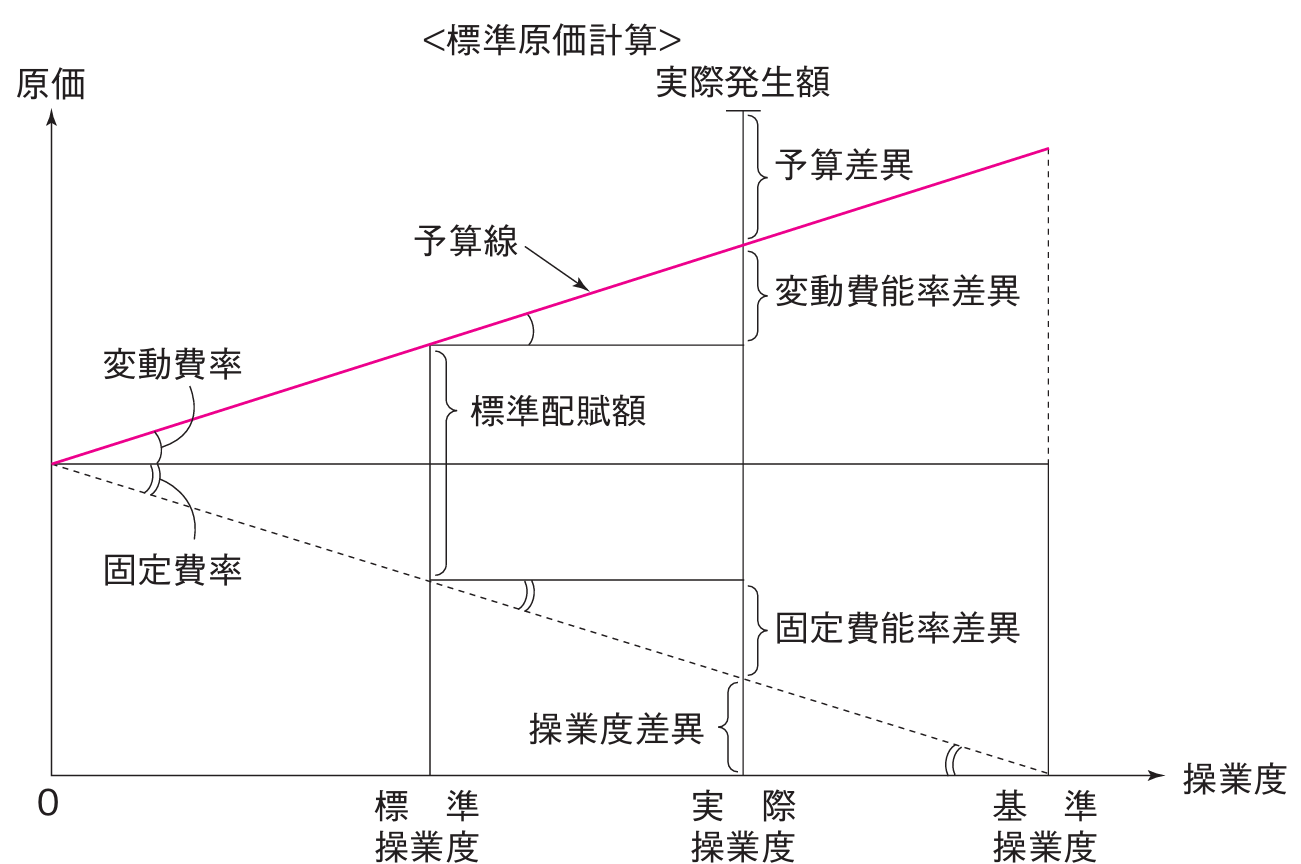 <標準原価計算>
原価
実際発生額
予算差異
予算線
変動費能率差異
変動費率
標準配賦額
固定費率
固定費能率差異
操業度差異
操業度
0
標 準
操業度
実 際
操業度
基 準
操業度